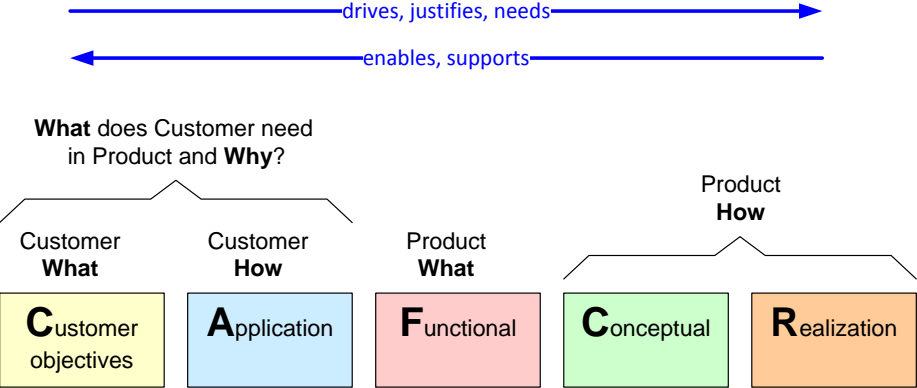 drives, justifies, needs
enables, supports
What does Customer need
in Product and Why?
Product
How
Customer
What
Customer
How
Product
What
Customer
objectives
Application
Functional
Conceptual
Realization